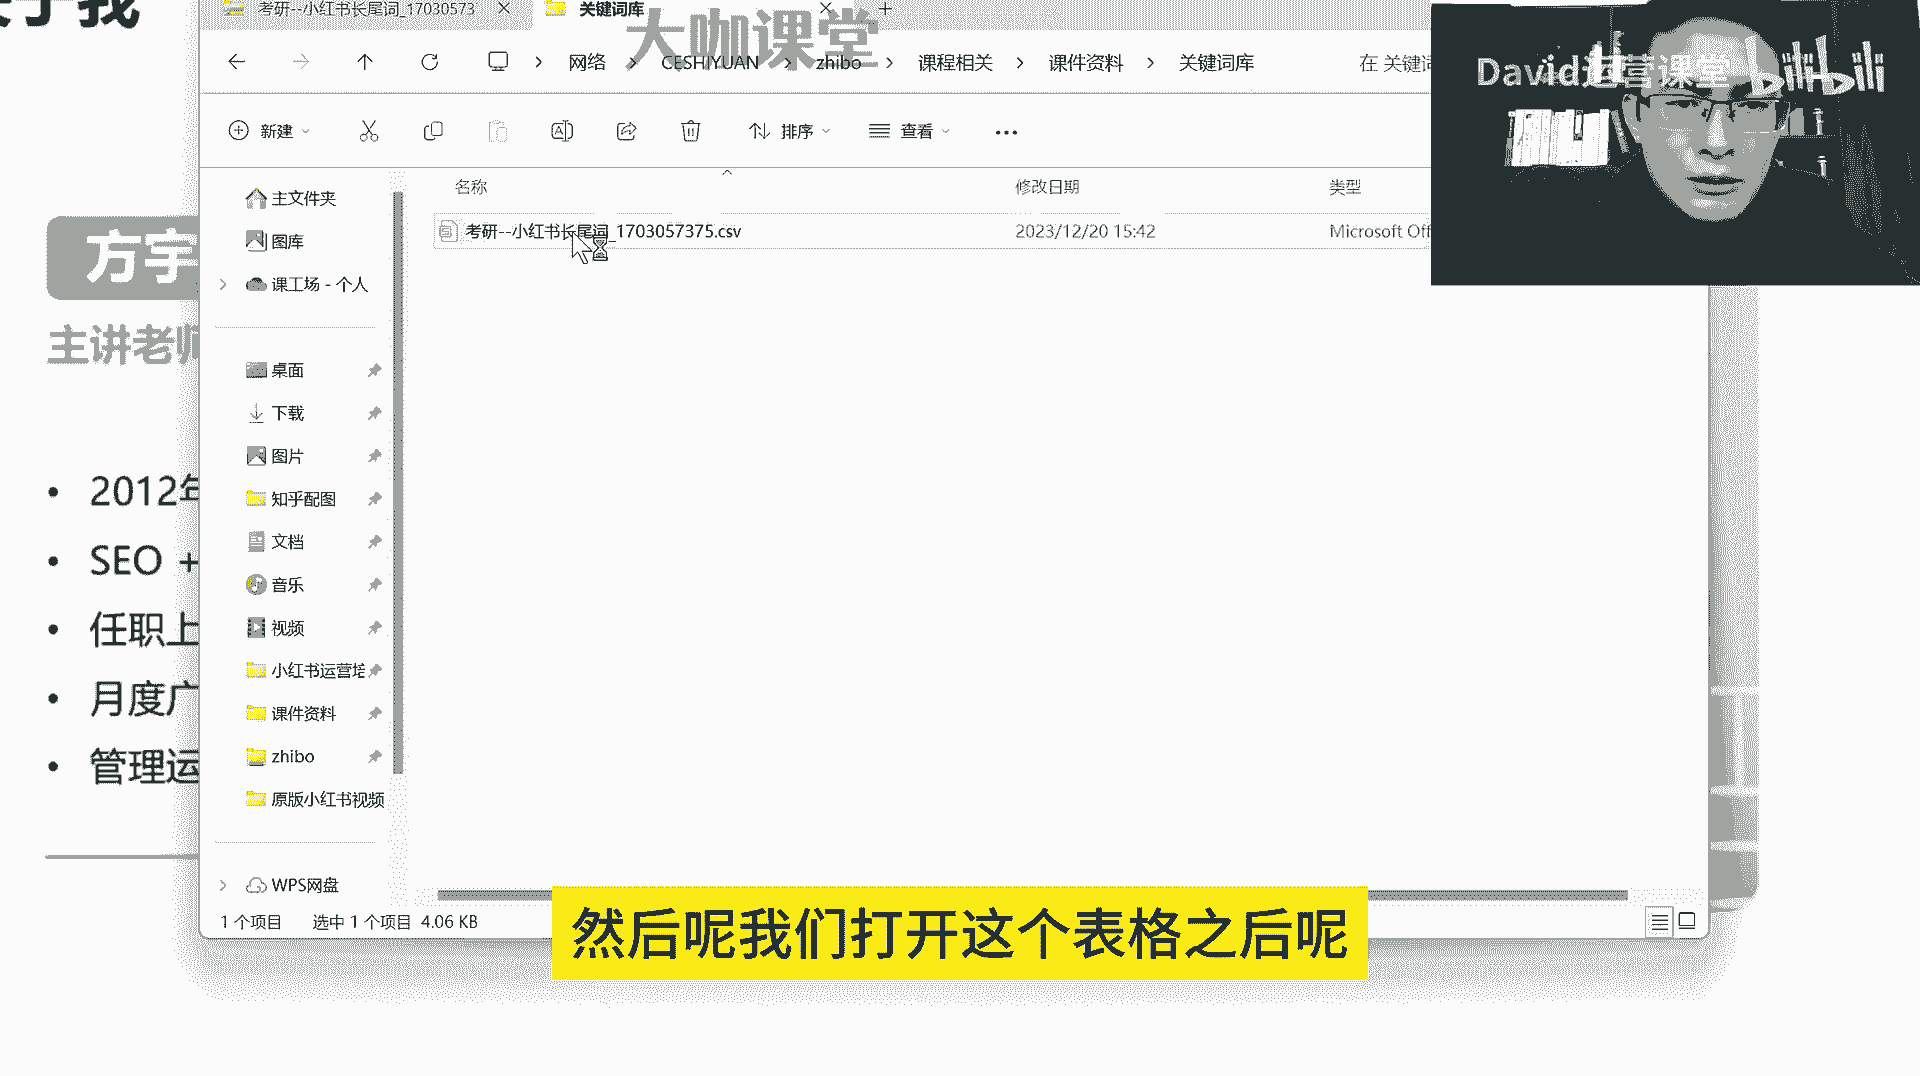 考研--小红书长尾词_17030573
关键词库
大咖课堂
网络 CESHIYUAN zhibo 课程相关 课件资料 关键词库
在 关键词
David运营课堂 bilibili
新建
排序
查看
名称 修改日期 类型
考研--小红书长尾词_1703057375.csv 2023/12/20 15:42 Microsoft Off
主文件夹
图库
课工场 - 个人
桌面
下载
图片
知乎配图
文档
音乐
视频
小红书运营培
课件资料
zhibo
原版小红书视频
WPS网盘
1 个项目 选中 1 个项目 4.06 KB
关于我
方宇
主讲老师
• 2012年
• SEO +
• 任职上
• 月度广
• 管理运
然后呢我们打开这个表格之后呢